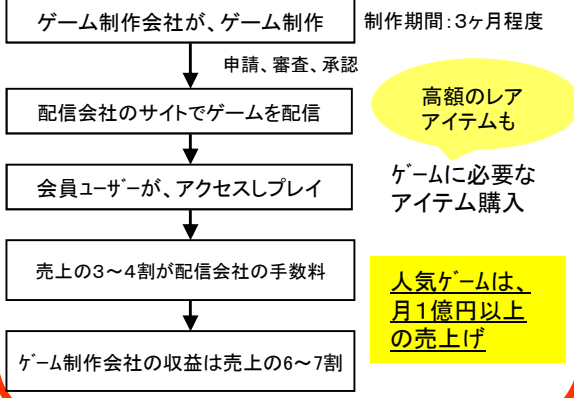 ゲーム制作会社が、ゲーム制作
制作期間：３ヶ月程度
申請、審査、承認
配信会社のサイトでゲームを配信
高額のレア
アイテムも
会員ﾕｰｻﾞｰが、アクセスしプレイ
ｹﾞｰﾑに必要な
アイテム購入
売上の３～４割が配信会社の手数料
人気ｹﾞｰﾑは、
月１億円以上
の売上げ
ｹﾞｰﾑ制作会社の収益は売上の6～7割